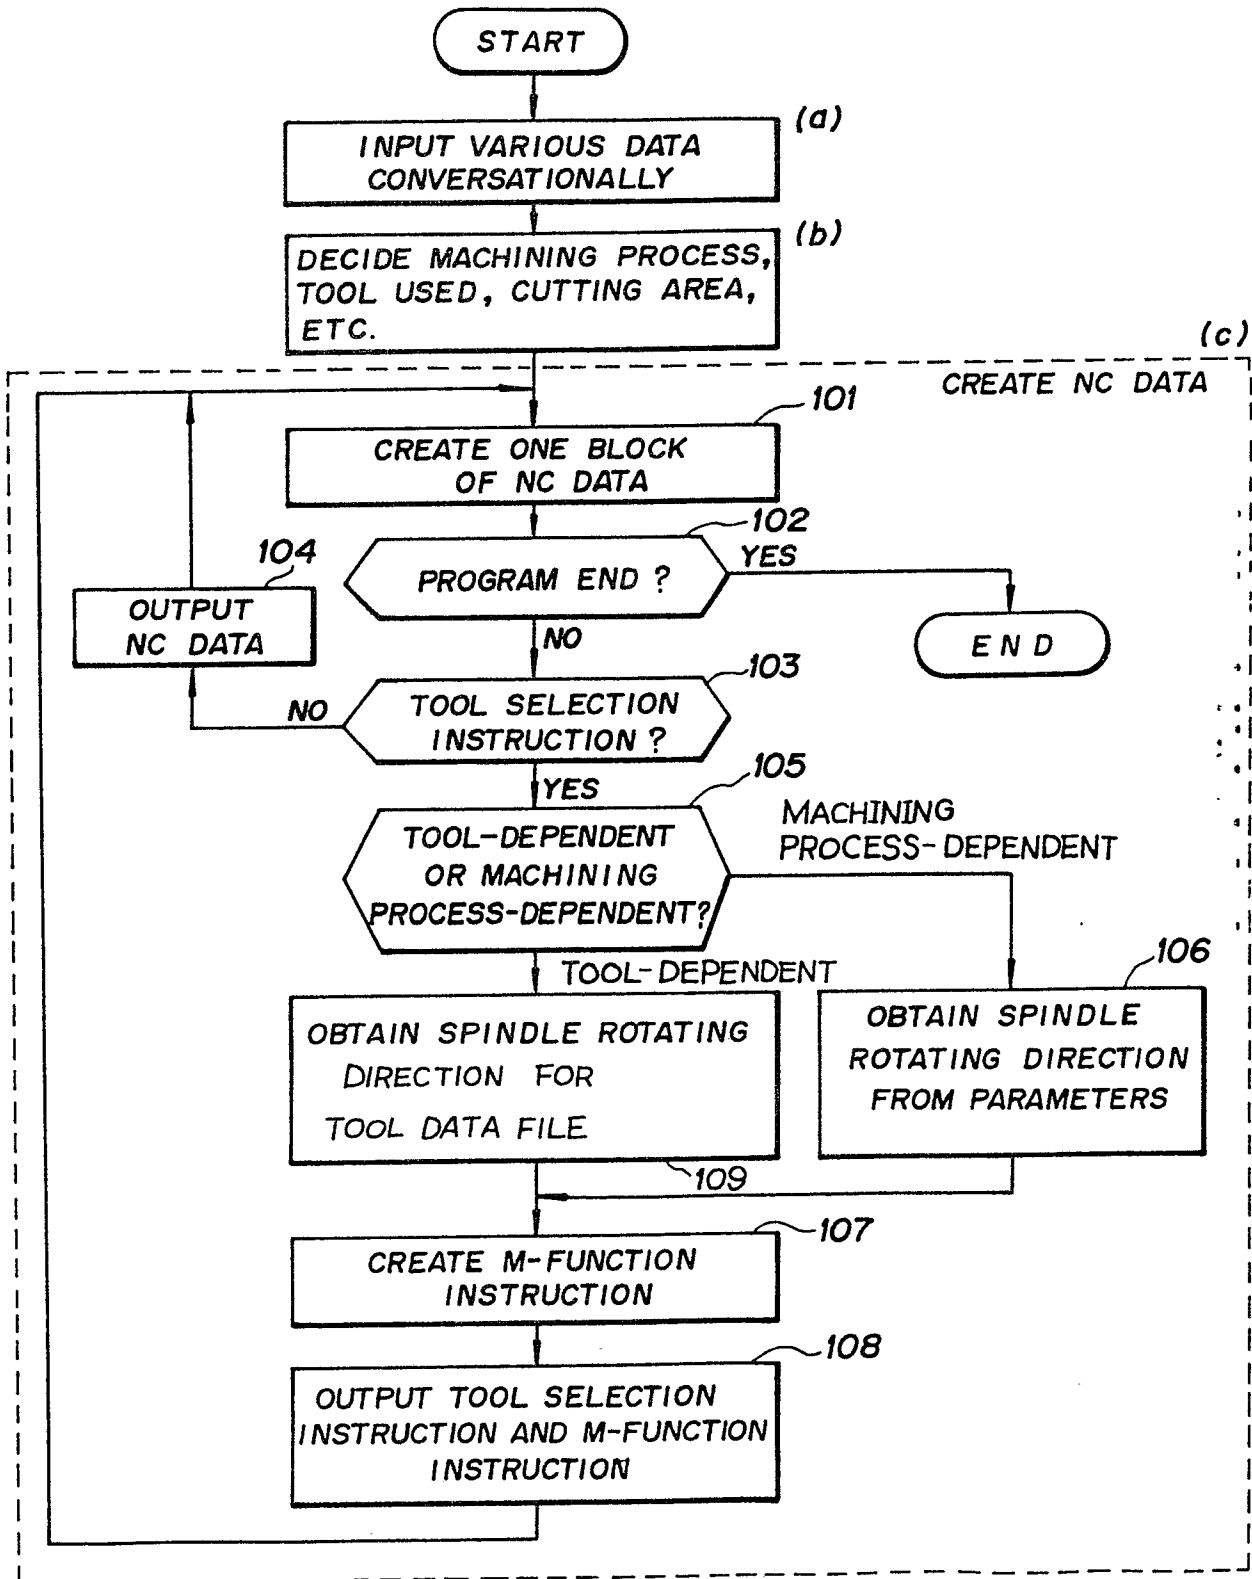 START
(a)
INPUT VARIOUS DATA
CONVERSATIONALLY
(b)
DECIDE MACHINING PROCESS,
TOOL USED, CUTTING AREA,
ETC.
(c)
CREATE NC DATA
101
CREATE ONE BLOCK
OF NC DATA
102
PROGRAM END ?
YES
END
NO
104
OUTPUT
NC DATA
103
TOOL SELECTION
INSTRUCTION ?
NO
YES
105
TOOL-DEPENDENT
OR MACHINING
PROCESS-DEPENDENT?
MACHINING
PROCESS-DEPENDENT
TOOL-DEPENDENT
106
OBTAIN SPINDLE
ROTATING DIRECTION
FROM PARAMETERS
OBTAIN SPINDLE ROTATING
DIRECTION FOR
TOOL DATA FILE
109
107
CREATE M-FUNCTION
INSTRUCTION
108
OUTPUT TOOL SELECTION
INSTRUCTION AND M-FUNCTION
INSTRUCTION